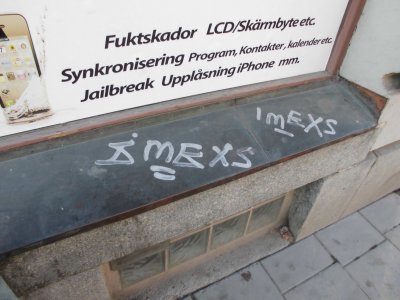 Fuktskador LCD/Skärmbyte etc.
Synkronisering Program, Kontakter, kalender etc.
Jailbreak Upplåsning iPhone mm.
imEXS
imEXS